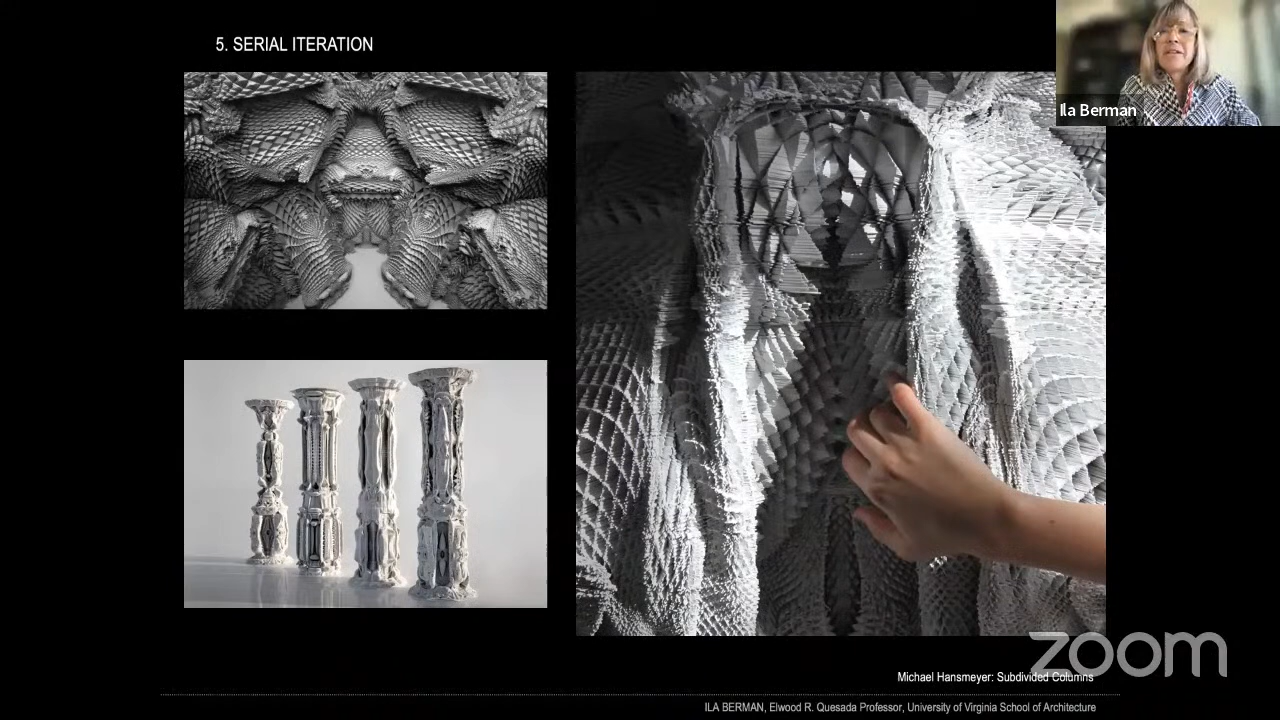 5. SERIAL ITERATION
Ila Berman
zoom
Michael Hansmeyer: Subdivided Columns
ILA BERMAN, Elwood R. Quesada Professor, University of Virginia School of Architecture